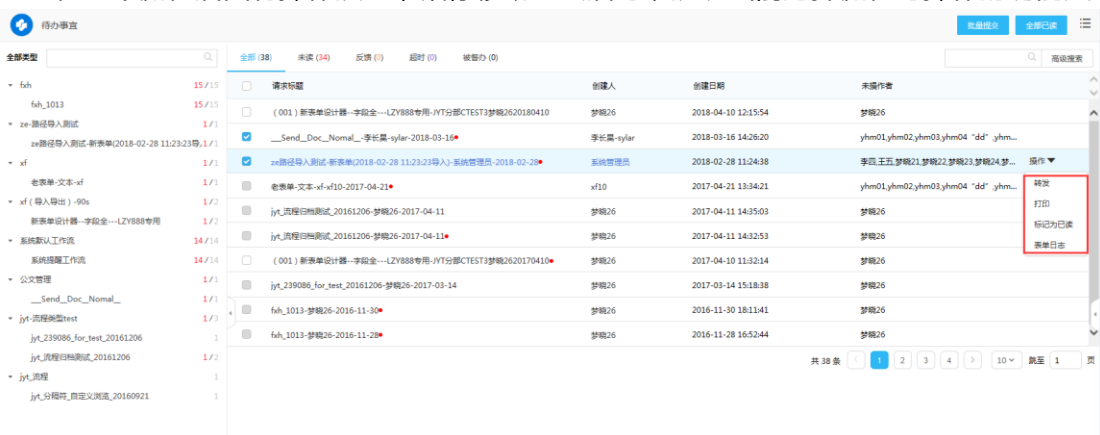 待办事宜
批量提交
全部已读
全部类型
全部 (38)
未读 (34)
反馈 (0)
超时 (0)
被督办 (0)
高级搜索
fxh 15/15
fxh_1013 15/15
ze-路径导入测试 1/1
ze路径导入测试-新表单(2018-02-28 11:23:23导, 1/1
xf 1/1
老表单-文本-xf 1/1
xf ( 导入导出 ) -90s 1/2
新表单设计器--字段全---LZY888专用 1/2
系统默认工作流 14/14
系统提醒工作流 14/14
公文管理 1/1
__Send__Doc__Nomal__ 1/1
jyt-流程类型test 1/3
jyt_239086_for_test_20161206 1
jyt_流程归档测试_20161206 1/2
jyt_流程 1
jyt_分隔符_自定义浏览_20160921 1
请求标题 创建人 创建日期 未操作者
( 001 ) 新表单设计器--字段全---LZY888专用-JYT分部CTEST3梦晓2620180410 梦晓26 2018-04-10 12:15:54 梦晓26
__Send__Doc__Nomal__-李长昊-sylar-2018-03-16 李长昊-sylar 2018-03-16 14:26:20 yhm01,yhm02,yhm03,yhm04 "dd" ,yhm...
ze路径导入测试-新表单(2018-02-28 11:23:23导入)-系统管理员-2018-02-28 系统管理员 2018-02-28 11:24:38 李四,王五,梦晓21,梦晓22,梦晓23,梦晓24,梦... 操作
老表单-文本-xf-xf10-2017-04-21 xf10 2017-04-21 13:34:21 yhm01,yhm02,yhm03,yhm04 "dd" ,yhm...
jyt_流程归档测试_20161206-梦晓26-2017-04-11 梦晓26 2017-04-11 14:35:03 梦晓26
jyt_流程归档测试_20161206-梦晓26-2017-04-11 梦晓26 2017-04-11 14:32:53 梦晓26
( 001 ) 新表单设计器--字段全---LZY888专用-JYT分部CTEST3梦晓2620170410 梦晓26 2017-04-10 11:32:14 梦晓26
jyt_239086_for_test_20161206-梦晓26-2017-03-14 梦晓26 2017-03-14 15:18:38 梦晓26
fxh_1013-梦晓26-2016-11-30 梦晓26 2016-11-30 18:11:41 梦晓26
fxh_1013-梦晓26-2016-11-28 梦晓26 2016-11-28 16:52:44 梦晓26
转发
打印
标记为已读
表单日志
共 38 条 1 2 3 4 10 跳至 1 页